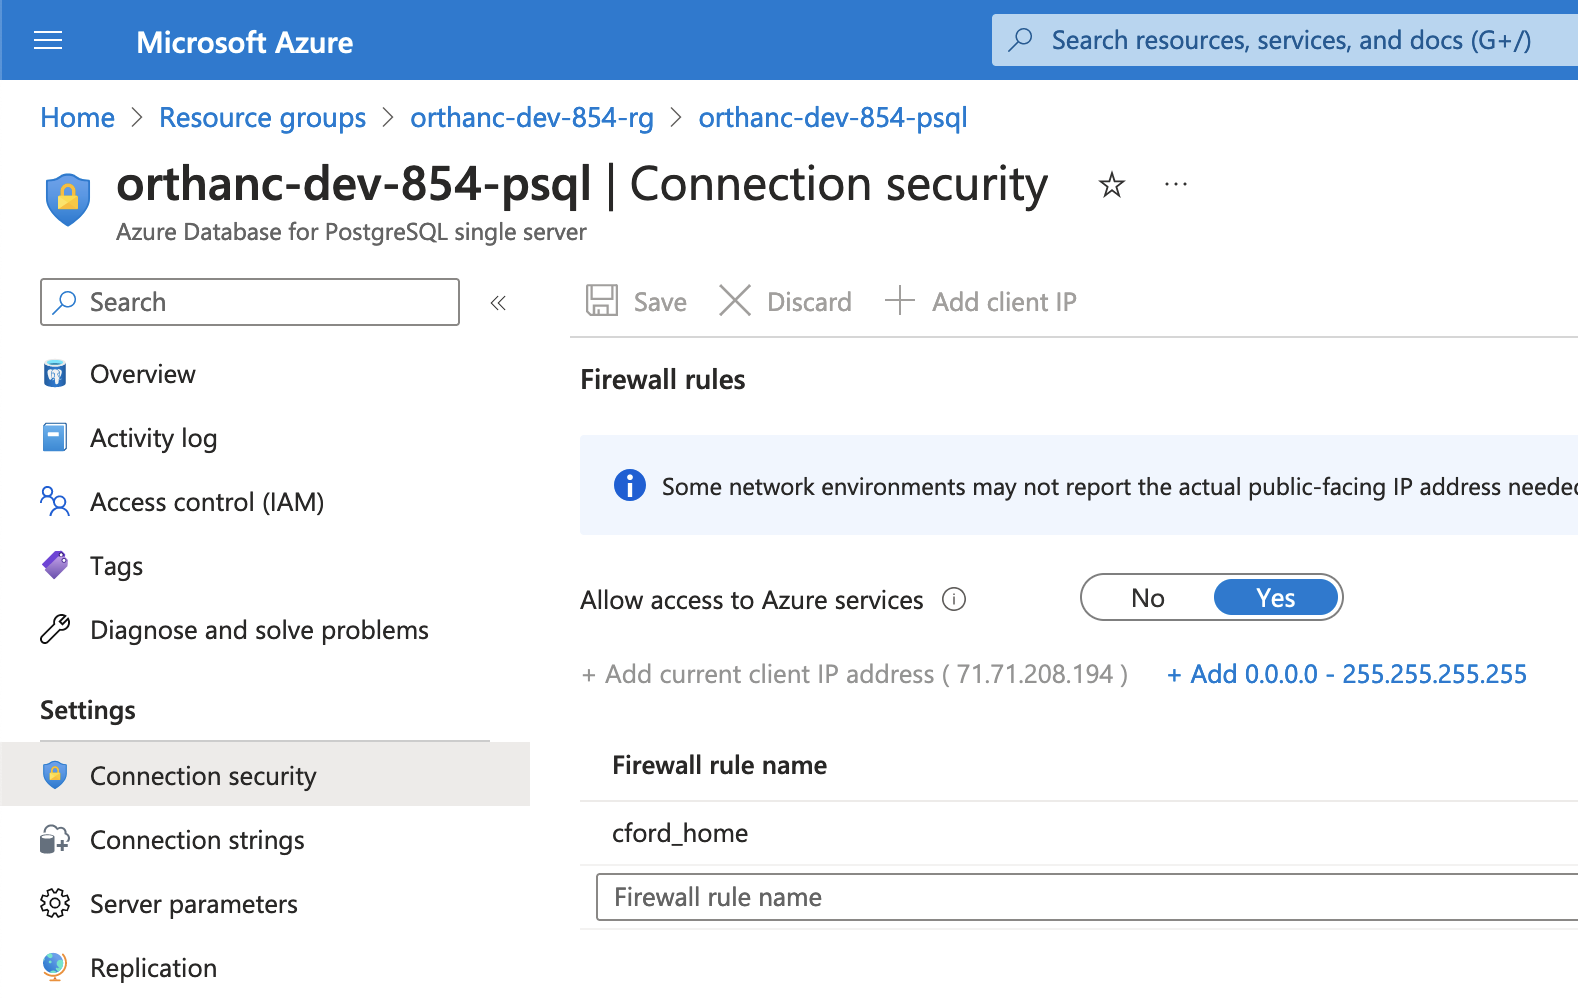 Microsoft Azure
Search resources, services, and docs (G+/)
Home > Resource groups > orthanc-dev-854-rg > orthanc-dev-854-psql
orthanc-dev-854-psql | Connection security
Azure Database for PostgreSQL single server
Search
«
Overview
Activity log
Access control (IAM)
Tags
Diagnose and solve problems
Settings
Connection security
Connection strings
Server parameters
Replication
Save Discard Add client IP
Firewall rules
Some network environments may not report the actual public-facing IP address needed
Allow access to Azure services No Yes
+ Add current client IP address ( 71.71.208.194 ) + Add 0.0.0.0 - 255.255.255.255
Firewall rule name
cford_home
Firewall rule name